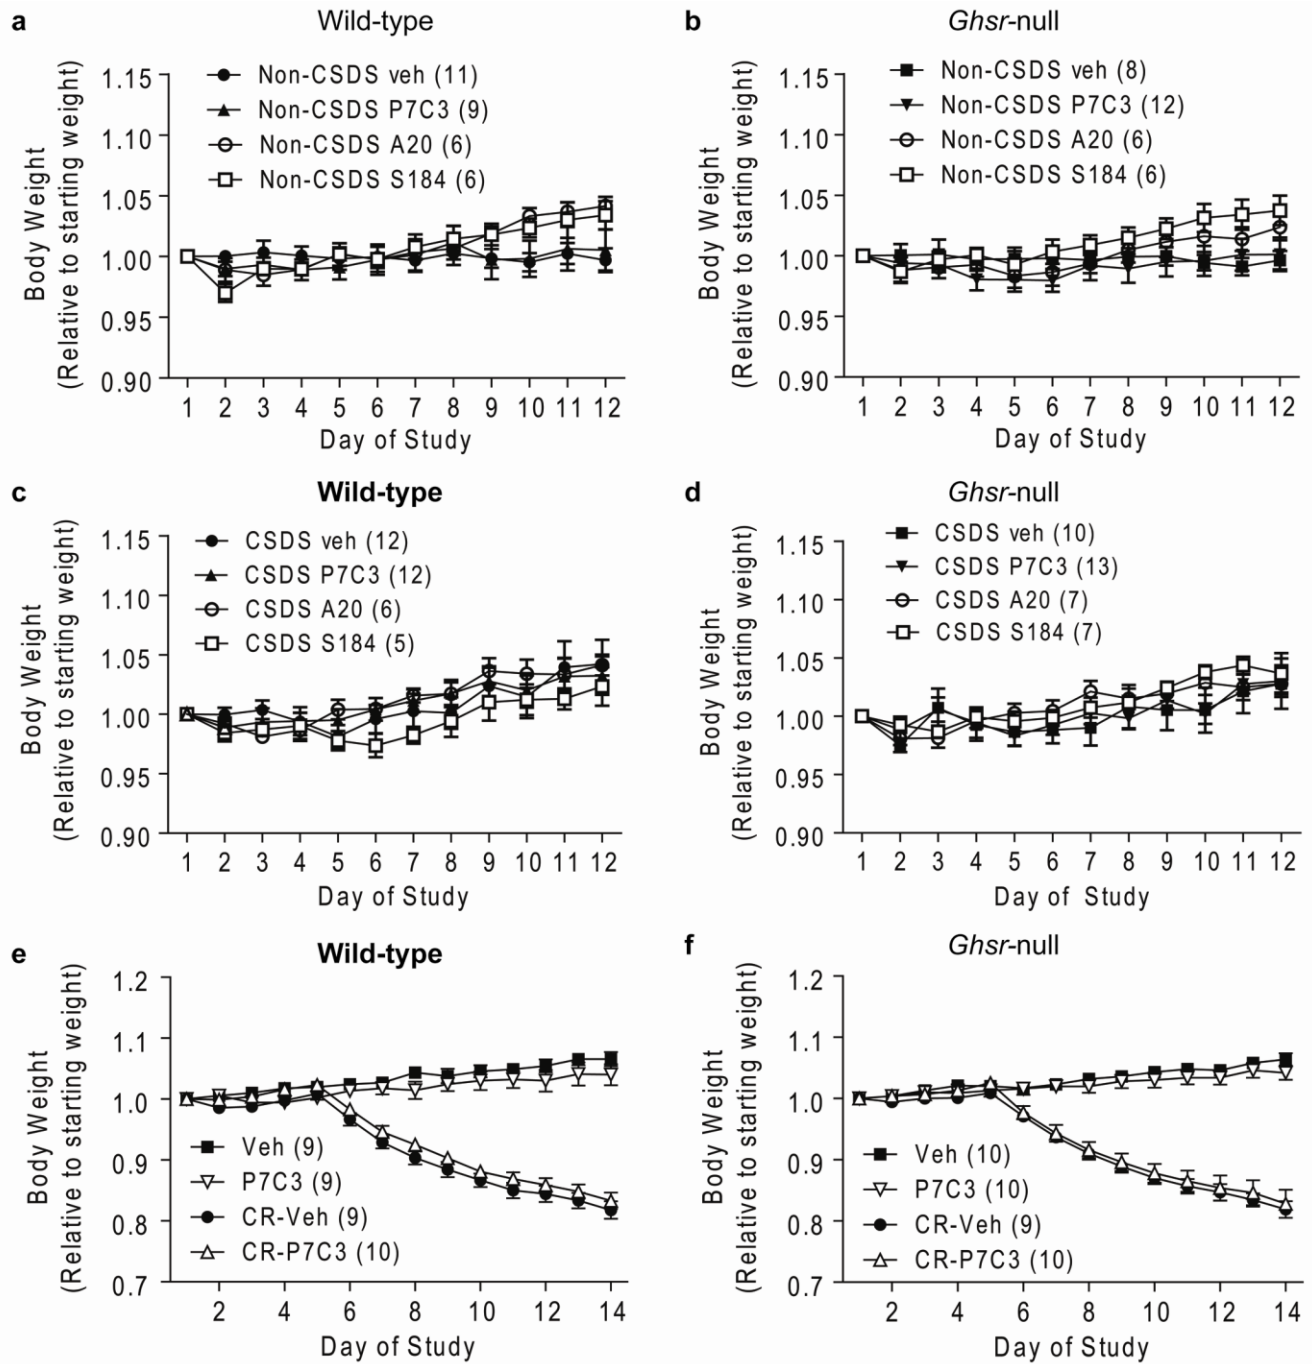 a
Wild-type
Body Weight
(Relative to starting weight)
1.15
1.10
1.05
1.00
0.95
0.90
Non-CSDS veh (11)
Non-CSDS P7C3 (9)
Non-CSDS A20 (6)
Non-CSDS S184 (6)
1 2 3 4 5 6 7 8 9 10 11 12
Day of Study
b
Ghsr-null
Body Weight
(Relative to starting weight)
1.15
1.10
1.05
1.00
0.95
0.90
Non-CSDS veh (8)
Non-CSDS P7C3 (12)
Non-CSDS A20 (6)
Non-CSDS S184 (6)
1 2 3 4 5 6 7 8 9 10 11 12
Day of Study
c
Wild-type
Body Weight
(Relative to starting weight)
1.15
1.10
1.05
1.00
0.95
0.90
CSDS veh (12)
CSDS P7C3 (12)
CSDS A20 (6)
CSDS S184 (5)
1 2 3 4 5 6 7 8 9 10 11 12
Day of Study
d
Ghsr-null
Body Weight
(Relative to starting weight)
1.15
1.10
1.05
1.00
0.95
0.90
CSDS veh (10)
CSDS P7C3 (13)
CSDS A20 (7)
CSDS S184 (7)
1 2 3 4 5 6 7 8 9 10 11 12
Day of Study
e
Wild-type
Body Weight
(Relative to starting weight)
1.2
1.1
1.0
0.9
0.8
0.7
Veh (9)
P7C3 (9)
CR-Veh (9)
CR-P7C3 (10)
2 4 6 8 10 12 14
Day of Study
f
Ghsr-null
Body Weight
(Relative to starting weight)
1.2
1.1
1.0
0.9
0.8
0.7
Veh (10)
P7C3 (10)
CR-Veh (9)
CR-P7C3 (10)
2 4 6 8 10 12 14
Day of Study